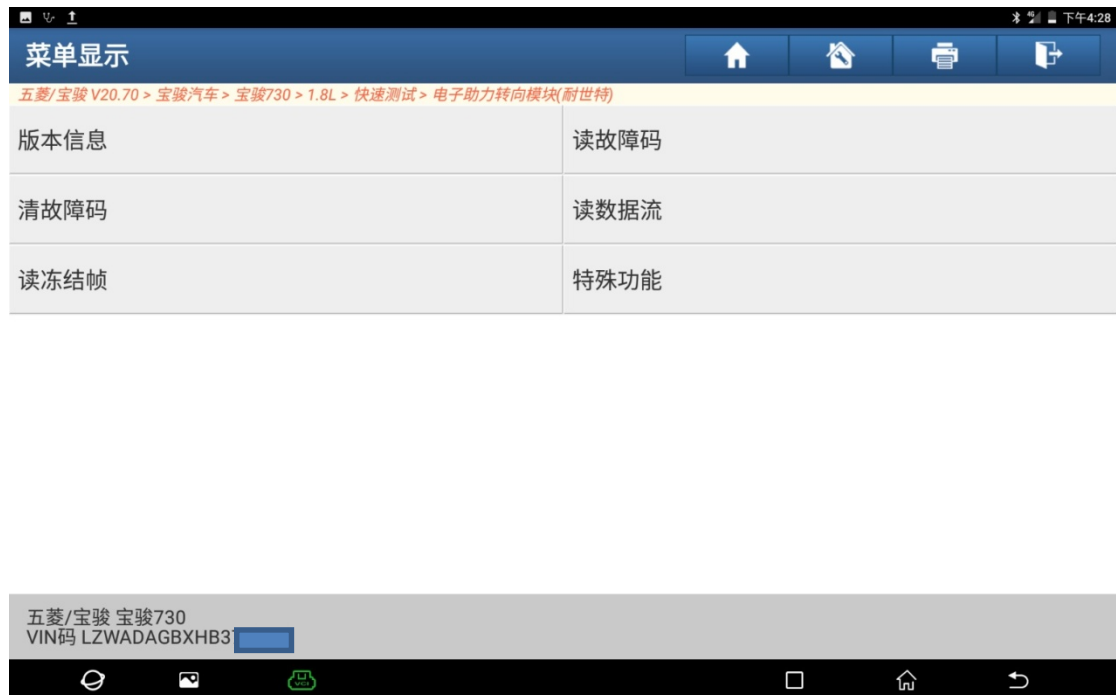 下午4:28
菜单显示
五菱/宝骏 V20.70 > 宝骏汽车 > 宝骏730 > 1.8L > 快速测试 > 电子助力转向模块(耐世特)
版本信息 读故障码
清故障码 读数据流
读冻结帧 特殊功能
五菱/宝骏 宝骏730
VIN码 LZWADAGBXHB3
VCI